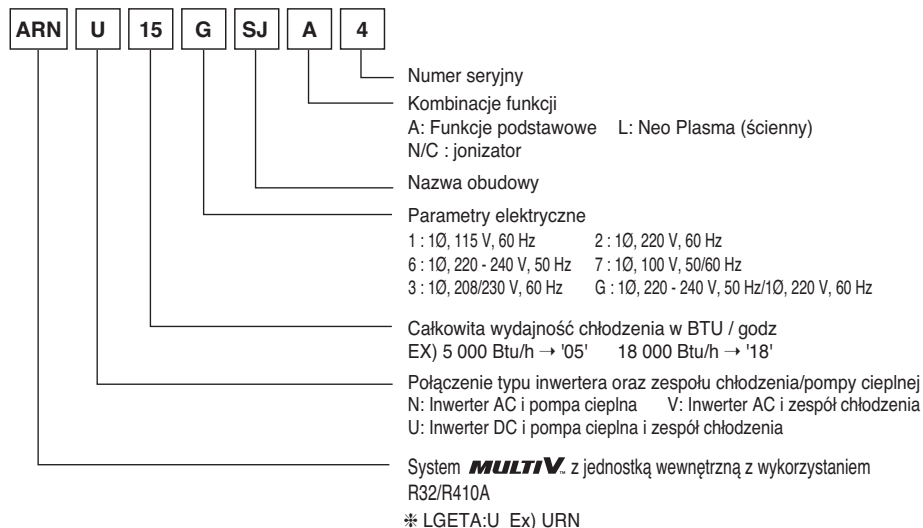 ARN U 15 G SJ A 4
Numer seryjny
Kombinacje funkcji
A: Funkcje podstawowe L: Neo Plasma (ścienny)
N/C : jonizator
Nazwa obudowy
Parametry elektryczne
1 : 1Ø, 115 V, 60 Hz 2 : 1Ø, 220 V, 60 Hz
6 : 1Ø, 220 - 240 V, 50 Hz 7 : 1Ø, 100 V, 50/60 Hz
3 : 1Ø, 208/230 V, 60 Hz G : 1Ø, 220 - 240 V, 50 Hz/1Ø, 220 V, 60 Hz
Całkowita wydajność chłodzenia w BTU / godz
EX) 5 000 Btu/h → '05' 18 000 Btu/h → '18'
Połączenie typu inwertera oraz zespołu chłodzenia/pompy cieplnej
N: Inwerter AC i pompa cieplna V: Inwerter AC i zespół chłodzenia
U: Inwerter DC i pompa cieplna i zespół chłodzenia
System MULTI V™ z jednostką wewnętrzną z wykorzystaniem
R32/R410A
❈ LGETA:U Ex) URN